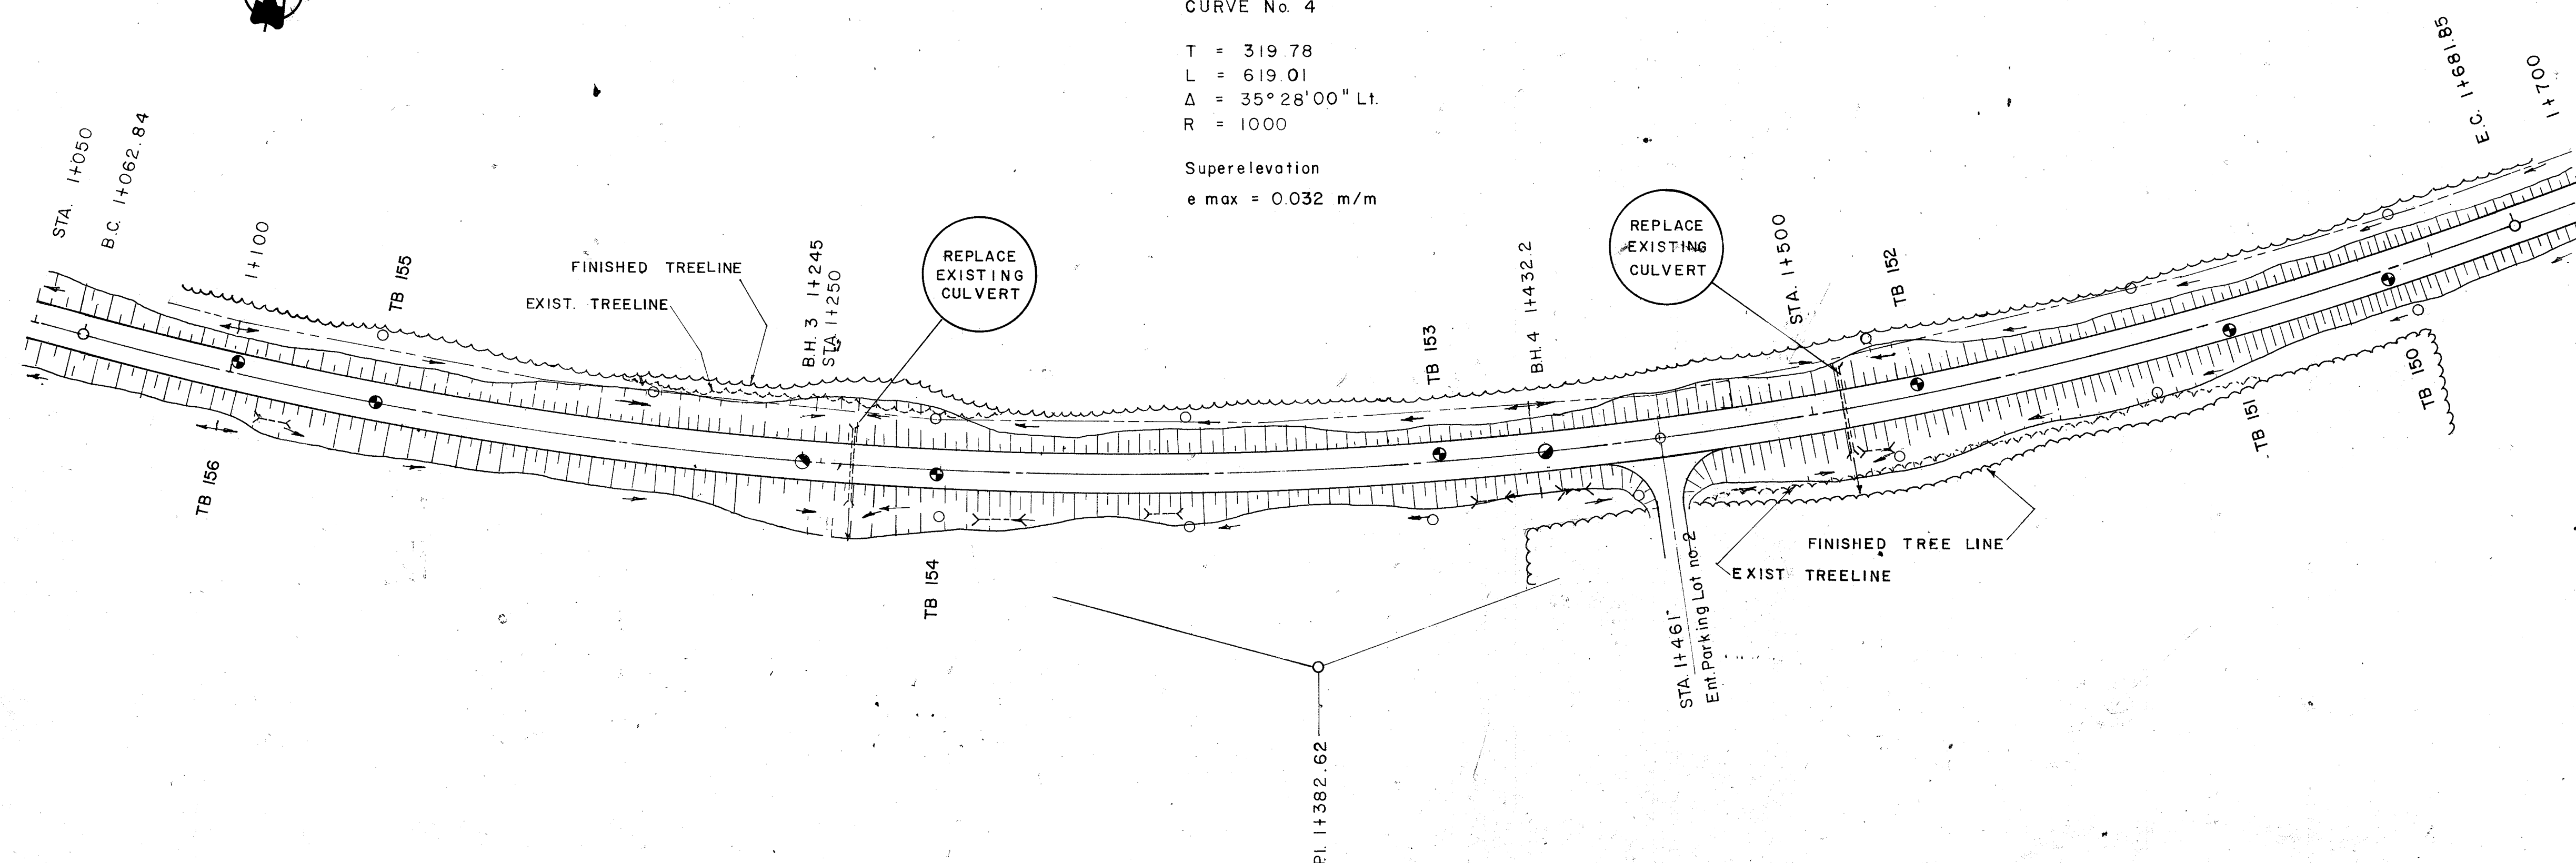 CURVE No. 4
T = 319.78
L = 619.01
Δ = 35° 28' 00" Lt.
R = 1000
Superelevation
e max = 0.032 m/m
STA. 1+050
B.C. 1+062.84
1+100
TB 155
FINISHED TREELINE
EXIST. TREELINE
B.H. 3 1+245
STA. 1+250
REPLACE
EXISTING
CULVERT
TB 153
B.H. 4 1+432.2
REPLACE
EXISTING
CULVERT
STA. 1+500
TB 152
E.C. 1+681.85
1+700
TB 156
TB 154
P.I. 1+382.62
STA. 1+461
Ent. Parking Lot no. 2
FINISHED TREE LINE
EXIST TREELINE
TB 151
TB 150